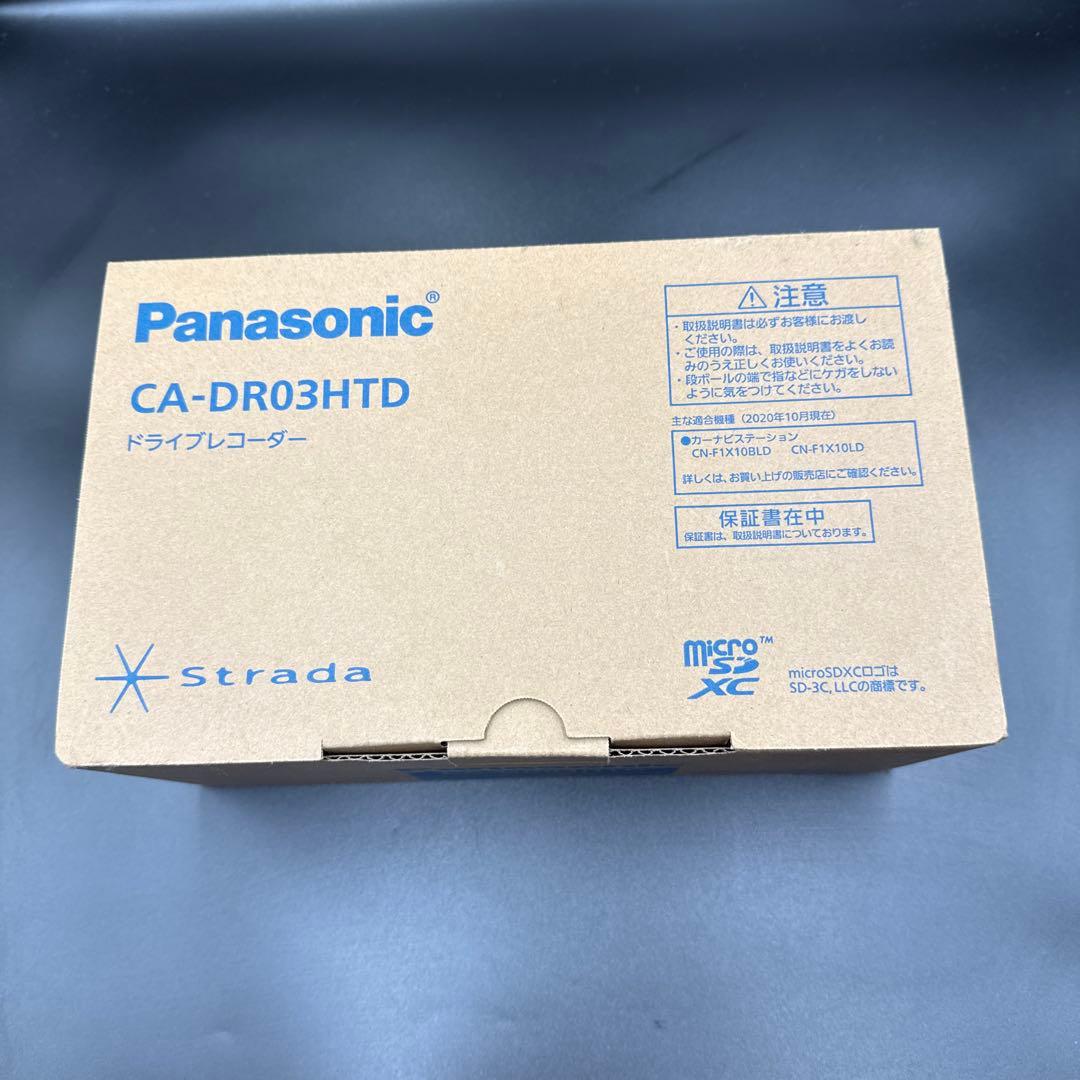 Panasonic®
CA-DR03HTD
ドライブレコーダー
⚠注意
・取扱説明書は必ずお客様にお渡し
ください。
・ご使用の際は、取扱説明書をよくお読
みのうえ正しくお使いください。
・段ボールの端で指などにケガをしない
ように気をつけてください。
主な適合機種（2020年10月現在）
●カーナビステーション
CN-F1X10BLD CN-F1X10LD
詳しくは、お買い上げの販売店にご確認ください。
保証書在中
保証書は、取扱説明書についております。
Strada
micro™
SD
XC
microSDXCロゴは
SD-3C, LLCの商標です。